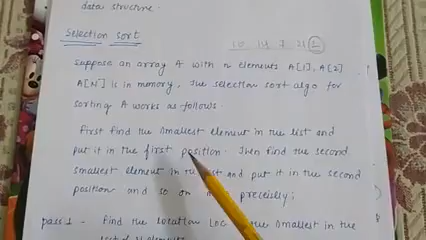 data structure.
Selection sort
10 14 7 21 2
Suppose an array A with n elements A[1], A[2]
A[N] is in memory, The selection sort algo for
sorting A works as follows.
First find the smallest element in the list and
put it in the first position. Then find the second
smallest element in the list and put it in the second
position and so on precisely;
pass 1 - Find the location Loc the smallest in the